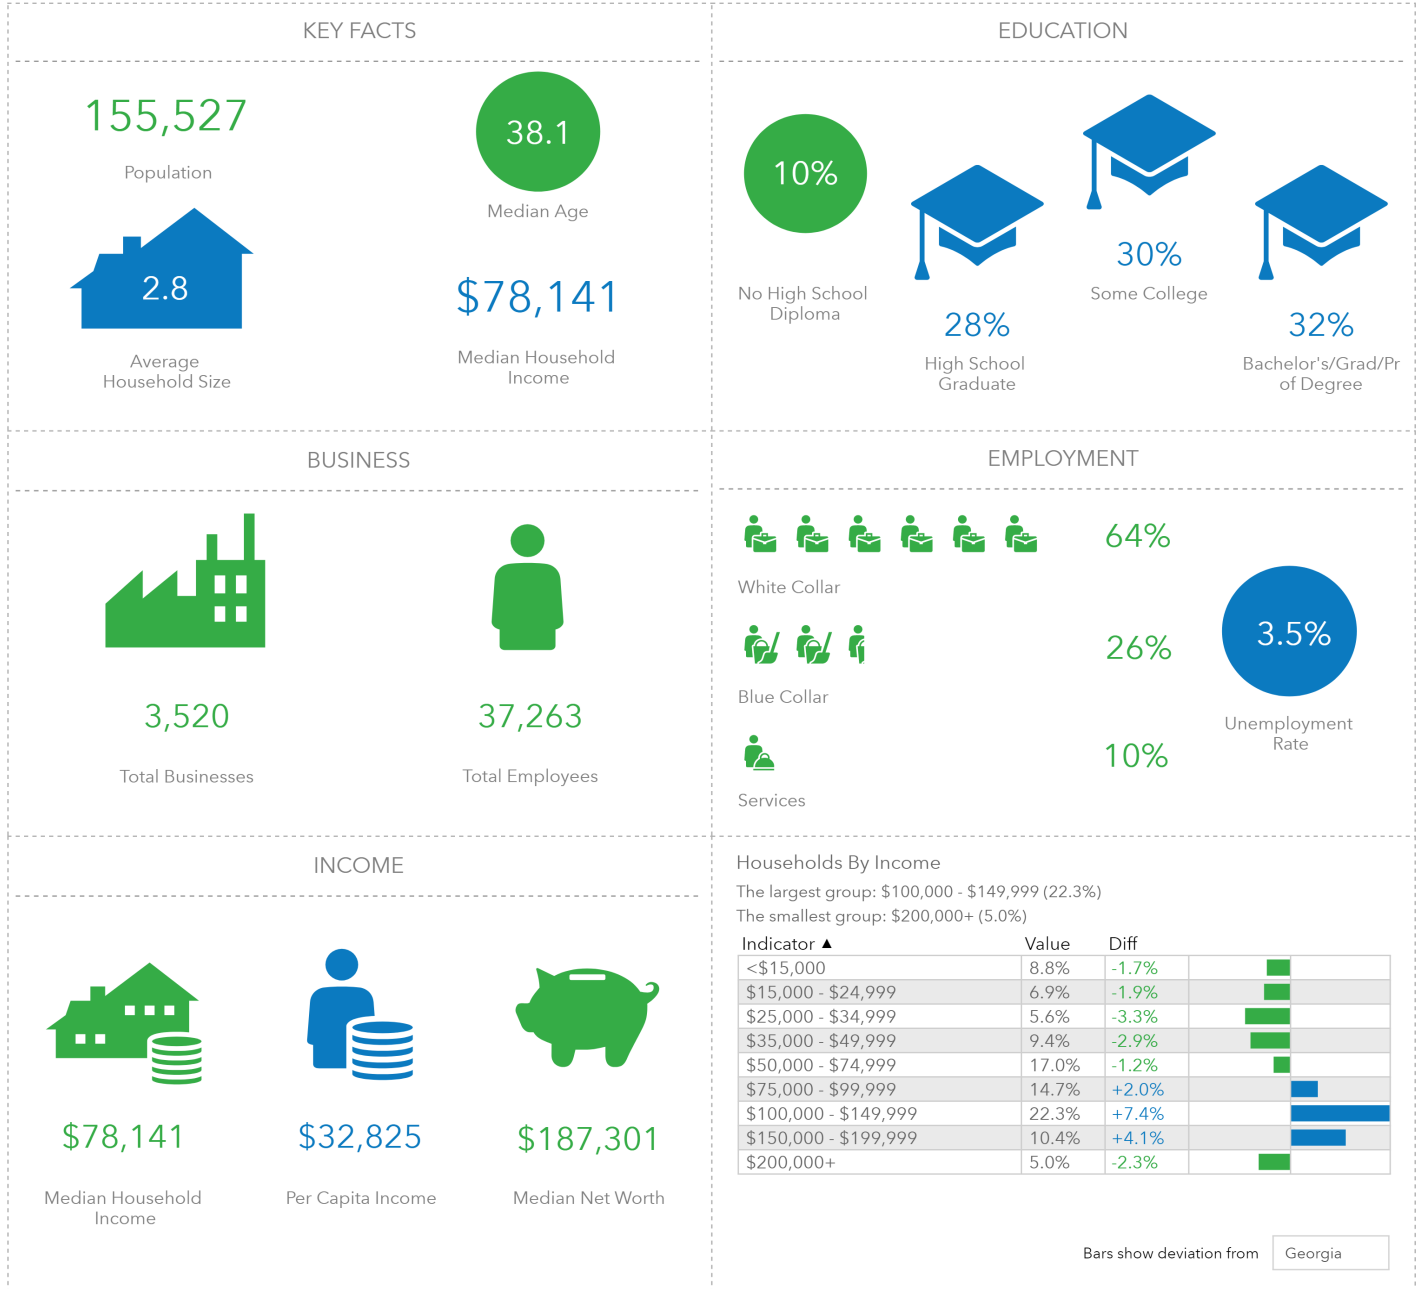 KEY FACTS
155,527
Population
38.1
Median Age
2.8
Average
Household Size
$78,141
Median Household
Income
EDUCATION
10%
No High School
Diploma
28%
High School
Graduate
30%
Some College
32%
Bachelor's/Grad/Pr
of Degree
BUSINESS
3,520
Total Businesses
37,263
Total Employees
EMPLOYMENT
64%
White Collar
26%
Blue Collar
10%
Services
3.5%
Unemployment
Rate
INCOME
$78,141
Median Household
Income
$32,825
Per Capita Income
$187,301
Median Net Worth
Households By Income
The largest group: $100,000 - $149,999 (22.3%)
The smallest group: $200,000+ (5.0%)
Indicator ▲ Value Diff
<$15,000 8.8% -1.7%
$15,000 - $24,999 6.9% -1.9%
$25,000 - $34,999 5.6% -3.3%
$35,000 - $49,999 9.4% -2.9%
$50,000 - $74,999 17.0% -1.2%
$75,000 - $99,999 14.7% +2.0%
$100,000 - $149,999 22.3% +7.4%
$150,000 - $199,999 10.4% +4.1%
$200,000+ 5.0% -2.3%
Bars show deviation from Georgia